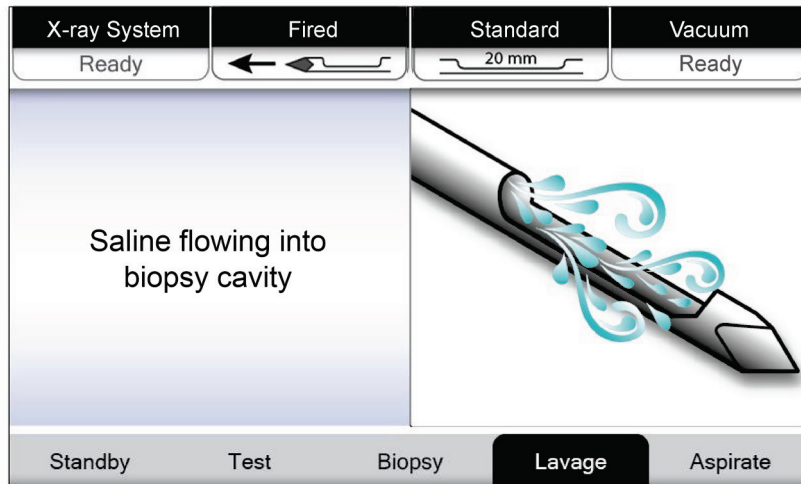 X-ray System
Fired
Standard
Vacuum
Ready
20 mm
Ready
Saline flowing into
biopsy cavity
Standby
Test
Biopsy
Lavage
Aspirate